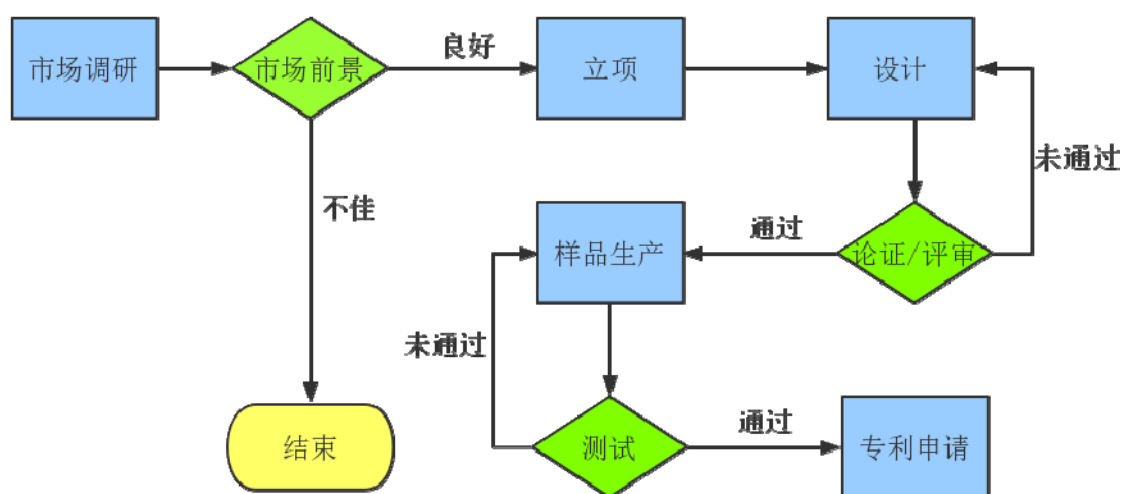 市场调研
市场前景
良好
立项
设计
未通过
不佳
样品生产
通过
论证/评审
未通过
结束
测试
通过
专利申请